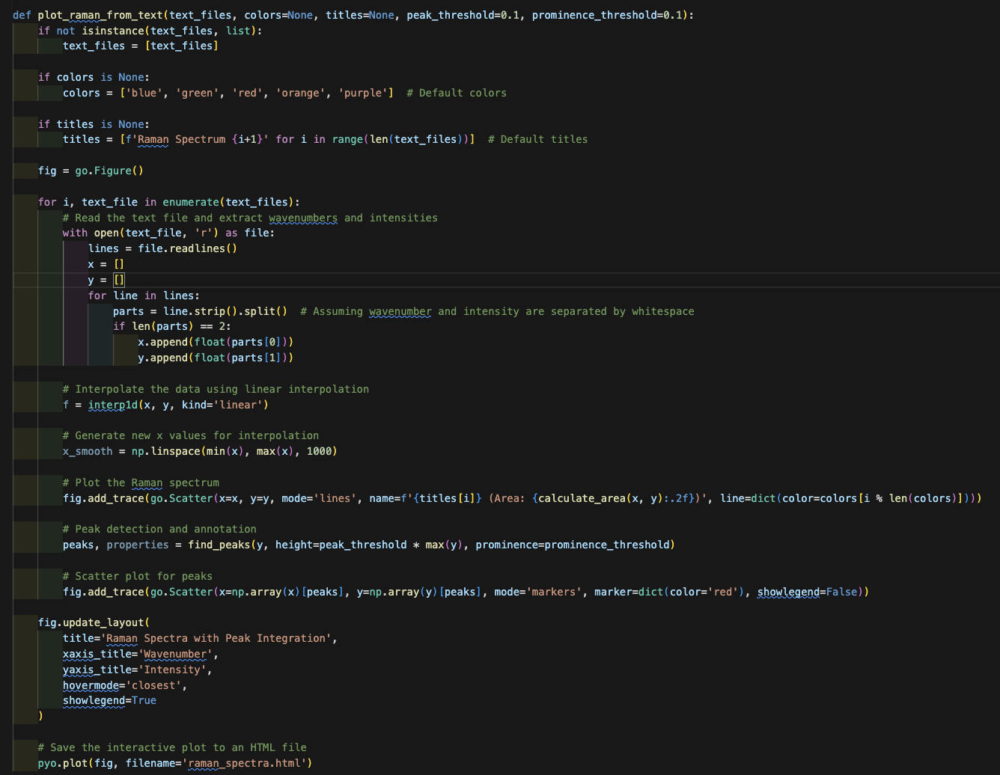 def plot_raman_from_text(text_files, colors=None, titles=None, peak_threshold=0.1, prominence_threshold=0.1):
    if not isinstance(text_files, list):
        text_files = [text_files]

    if colors is None:
        colors = ['blue', 'green', 'red', 'orange', 'purple']  # Default colors

    if titles is None:
        titles = [f'Raman Spectrum {i+1}' for i in range(len(text_files))]  # Default titles

    fig = go.Figure()

    for i, text_file in enumerate(text_files):
        # Read the text file and extract wavenumbers and intensities
        with open(text_file, 'r') as file:
            lines = file.readlines()
            x = []
            y = []
            for line in lines:
                parts = line.strip().split()  # Assuming wavenumber and intensity are separated by whitespace
                if len(parts) == 2:
                    x.append(float(parts[0]))
                    y.append(float(parts[1]))

        # Interpolate the data using linear interpolation
        f = interp1d(x, y, kind='linear')

        # Generate new x values for interpolation
        x_smooth = np.linspace(min(x), max(x), 1000)

        # Plot the Raman spectrum
        fig.add_trace(go.Scatter(x=x, y=y, mode='lines', name=f'{titles[i]} (Area: {calculate_area(x, y):.2f})', line=dict(color=colors[i % len(colors)])))

        # Peak detection and annotation
        peaks, properties = find_peaks(y, height=peak_threshold * max(y), prominence=prominence_threshold)

        # Scatter plot for peaks
        fig.add_trace(go.Scatter(x=np.array(x)[peaks], y=np.array(y)[peaks], mode='markers', marker=dict(color='red'), showlegend=False))

    fig.update_layout(
        title='Raman Spectra with Peak Integration',
        xaxis_title='Wavenumber',
        yaxis_title='Intensity',
        hovermode='closest',
        showlegend=True
    )

    # Save the interactive plot to an HTML file
    pyo.plot(fig, filename='raman_spectra.html')